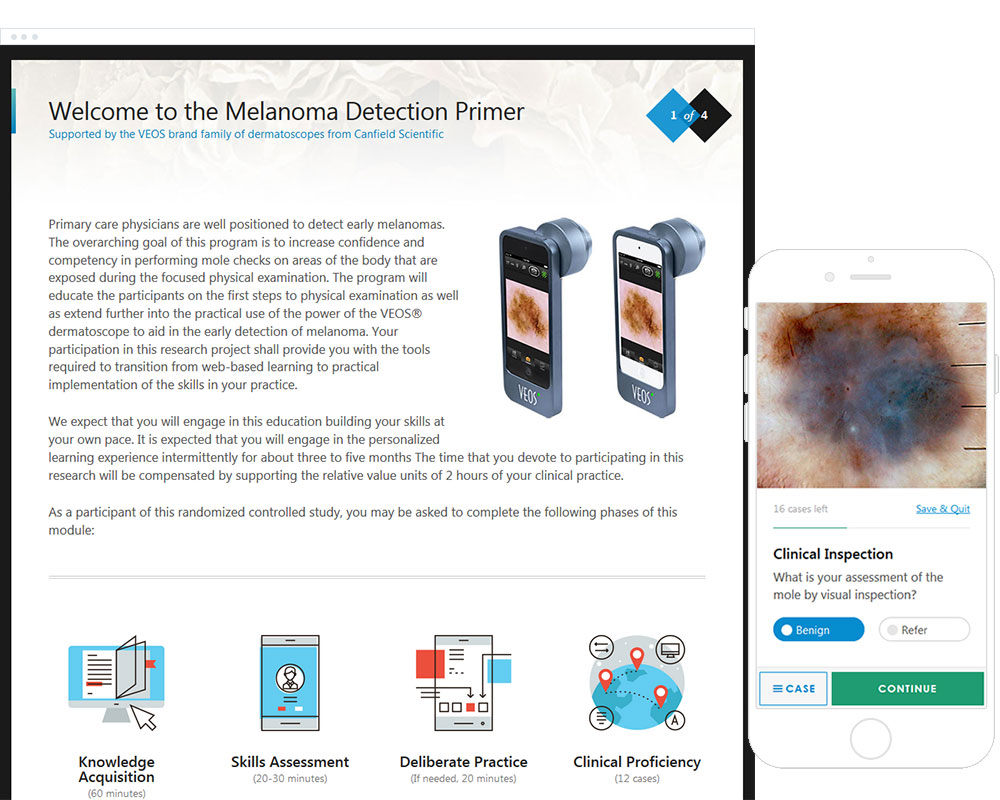 Welcome to the Melanoma Detection Primer
Supported by the VEOS brand family of dermatoscopes from Canfield Scientific
1 of 4
Primary care physicians are well positioned to detect early melanomas.
The overarching goal of this program is to increase confidence and
competency in performing mole checks on areas of the body that are
exposed during the focused physical examination. The program will
educate the participants on the first steps to physical examination as well
as extend further into the practical use of the power of the VEOS®
dermatoscope to aid in the early detection of melanoma. Your
participation in this research project shall provide you with the tools
required to transition from web-based learning to practical
implementation of the skills in your practice.
VEOS
VEOS
We expect that you will engage in this education building your skills at
your own pace. It is expected that you will engage in the personalized
learning experience intermittently for about three to five months The time that you devote to participating in this
research will be compensated by supporting the relative value units of 2 hours of your clinical practice.
As a participant of this randomized controlled study, you may be asked to complete the following phases of this
module:
A
Knowledge
Acquisition
(60 minutes)
Skills Assessment
(20-30 minutes)
Deliberate Practice
(If needed, 20 minutes)
Clinical Proficiency
(12 cases)
16 cases left
Save & Quit
Clinical Inspection
What is your assessment of the
mole by visual inspection?
Benign
Refer
CASE
CONTINUE